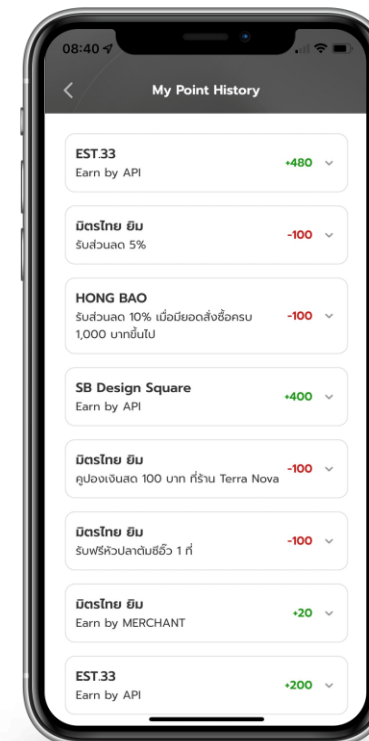 08:40
My Point History
EST.33
Earn by API
+480
มิตรไทย ยิม
รับส่วนลด 5%
-100
HONG BAO
รับส่วนลด 10% เมื่อมียอดสั่งซื้อครบ
1,000 บาทขึ้นไป
-100
SB Design Square
Earn by API
+400
มิตรไทย ยิม
คูปองเงินสด 100 บาท ที่ร้าน Terra Nova
-100
มิตรไทย ยิม
รับฟรีหัวปลาต้มซีอิ๊ว 1 ที่
-100
มิตรไทย ยิม
Earn by MERCHANT
+20
EST.33
Earn by API
+200